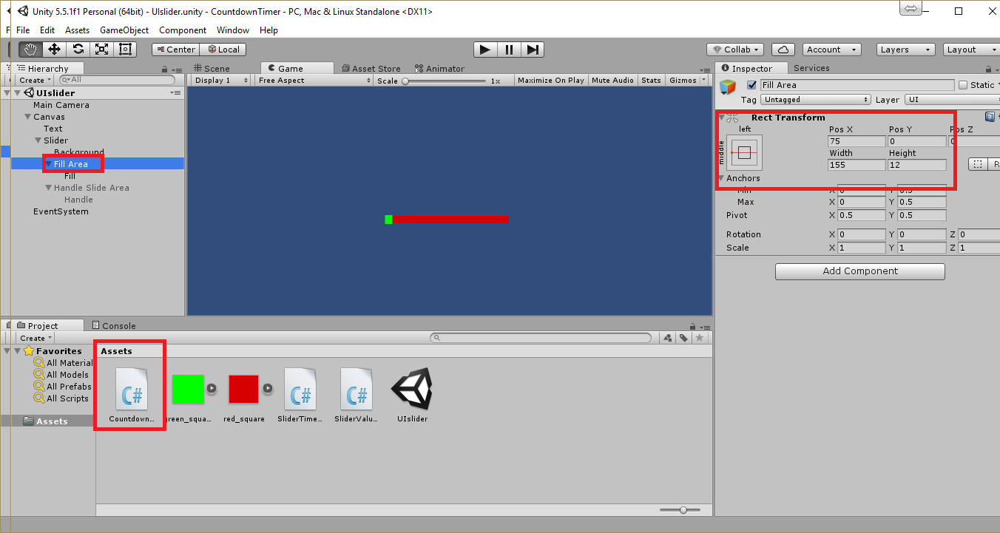 Unity 5.5.1f1 Personal (64bit) - UIslider.unity - CountdownTimer - PC, Mac & Linux Standalone <DX11>
F File Edit Assets GameObject Component Window Help
Center Local Collab Account Layers Layout
Hierarchy
Create All
UIslider
Main Camera
Canvas
Text
Slider
Background
Fill Area
Fill
Handle Slide Area
Handle
EventSystem
Scene Game Asset Store Animator
Display 1 Free Aspect Scale 1x Maximize On Play Mute Audio Stats Gizmos
Inspector Services
Fill Area Static
Tag Untagged Layer UI
Rect Transform
left
middle
Pos X Pos Y Pos Z
75 0 0
Width Height
155 12 R
Anchors
Min X 0 Y 0.5
Max X 0 Y 0.5
Pivot X 0.5 Y 0.5
Rotation X 0 Y 0 Z 0
Scale X 1 Y 1 Z 1
Add Component
Project Console
Create
Favorites
All Material
All Models
All Prefabs
All Scripts
Assets
Assets
C# C# C#
Countdown... green_squa... red_square SliderTime... SliderValu... UIslider